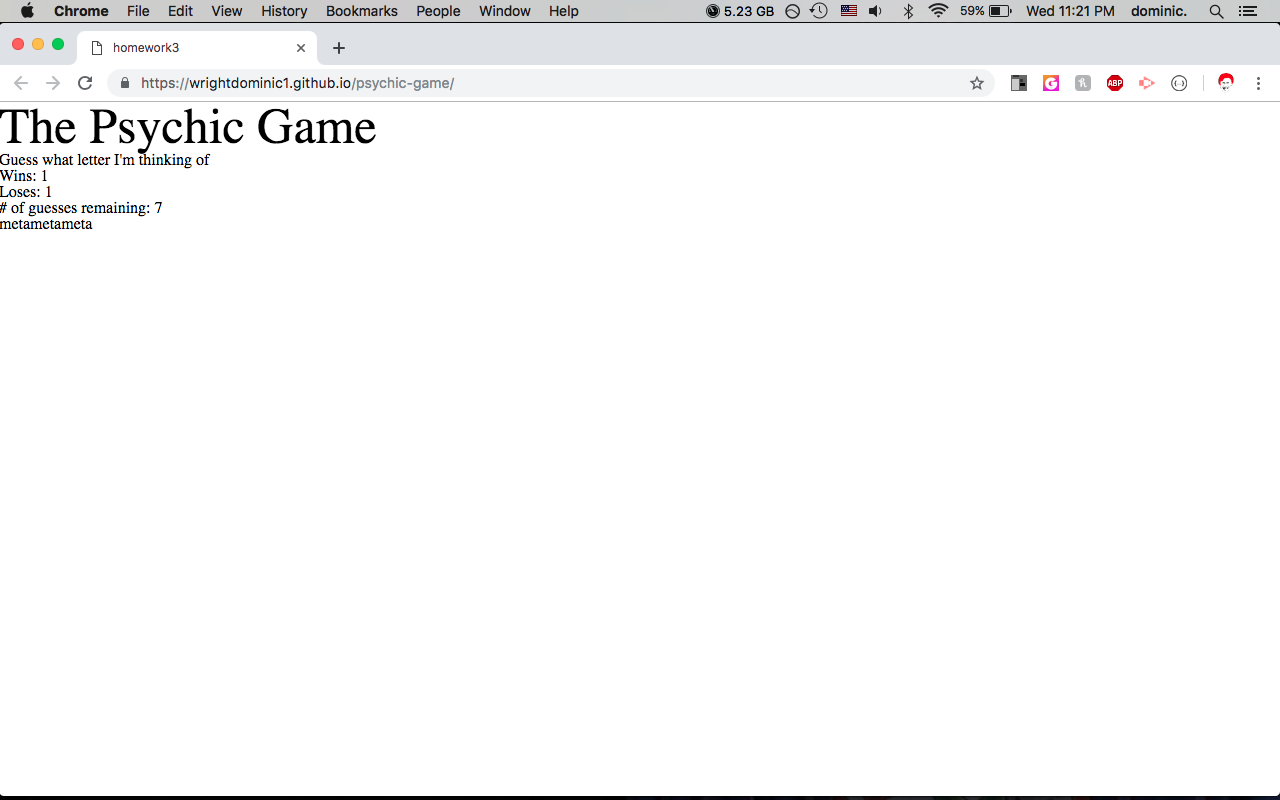 Chrome File Edit View History Bookmarks People Window Help 5.23 GB 59% Wed 11:21 PM dominic.
homework3
https://wrightdominic1.github.io/psychic-game/
ABP
The Psychic Game
Guess what letter I'm thinking of
Wins: 1
Loses: 1
# of guesses remaining: 7
metametameta